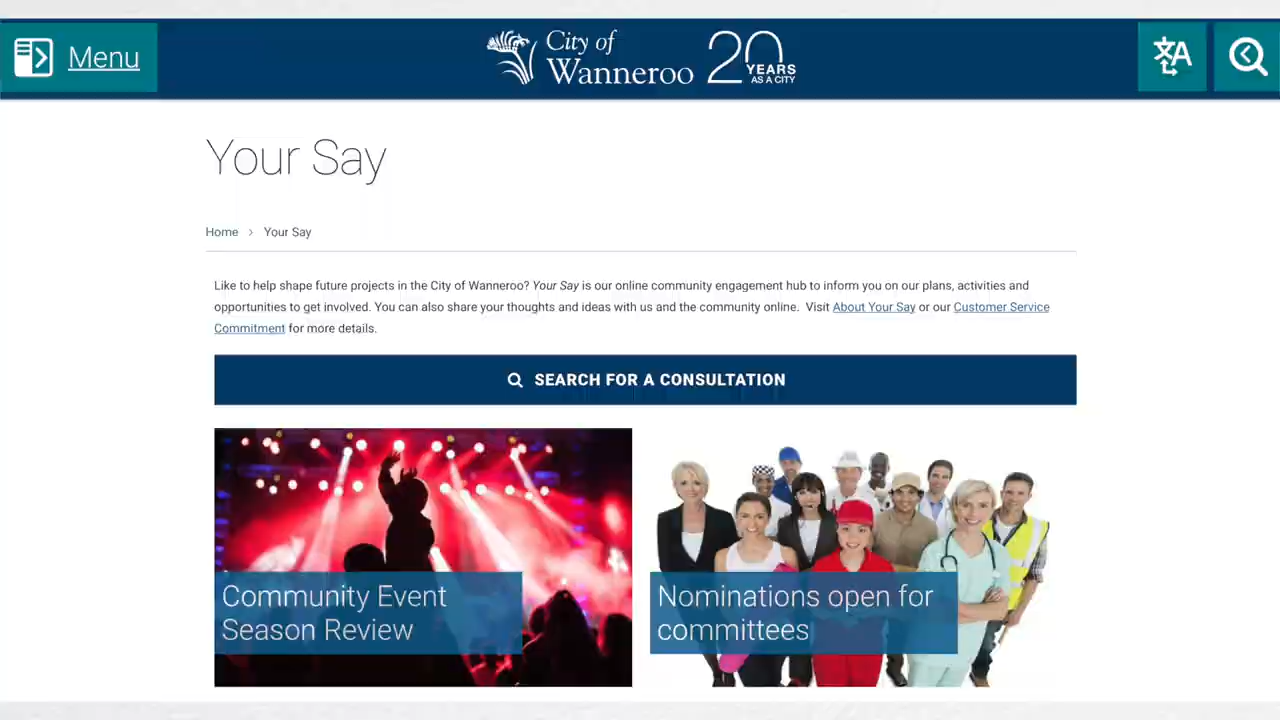 Menu
City of
Wanneroo
20
YEARS
AS A CITY
Your Say
Home › Your Say
Like to help shape future projects in the City of Wanneroo? Your Say is our online community engagement hub to inform you on our plans, activities and
opportunities to get involved. You can also share your thoughts and ideas with us and the community online. Visit About Your Say or our Customer Service
Commitment for more details.
SEARCH FOR A CONSULTATION
Community Event
Season Review
Nominations open for
committees